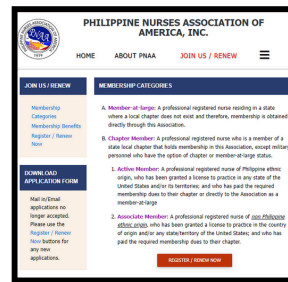 PHILIPPINE NURSES ASSOCIATION OF
AMERICA, INC.
PNAA
1979
HOME ABOUT PNAA JOIN US / RENEW
JOIN US / RENEW
Membership
Categories
Membership Benefits
Register / Renew
Now
DOWNLOAD
APPLICATION FORM
Mail is/Email
applications no
longer accepted.
Please use the
Register / Renew
Now buttons for
any new
applications.
MEMBERSHIP CATEGORIES
A. Member-at-large: A professional registered nurse residing in a state
where a local chapter does not exist and therefore, membership is obtained
directly through this Association.
B. Chapter Member: A professional registered nurse who is a member of a
state local chapter that holds membership in this Association, except military
personnel who have the option of chapter or member-at-large status.
1. Active Member: A professional registered nurse of Philippine ethnic
origin, who has been granted a license to practice in any state of the
United States and/or its territories; and who has paid the required
membership dues to their chapter or directly to the Association as a
member-at-large
2. Associate Member: A professional registered nurse of non Philippine
ethnic origin, who has been granted a license to practice in the country
of origin and/or any state/territory of the United States; and who has
paid the required membership dues to their chapter.
REGISTER / RENEW NOW